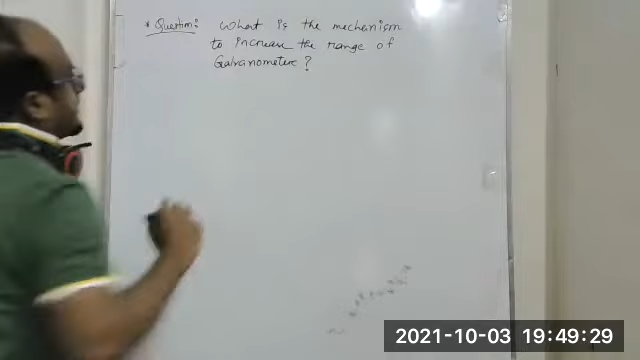 * Question: What is the mechanism
to increase the range of
Galvanometer ?
2021-10-03 19:49:29